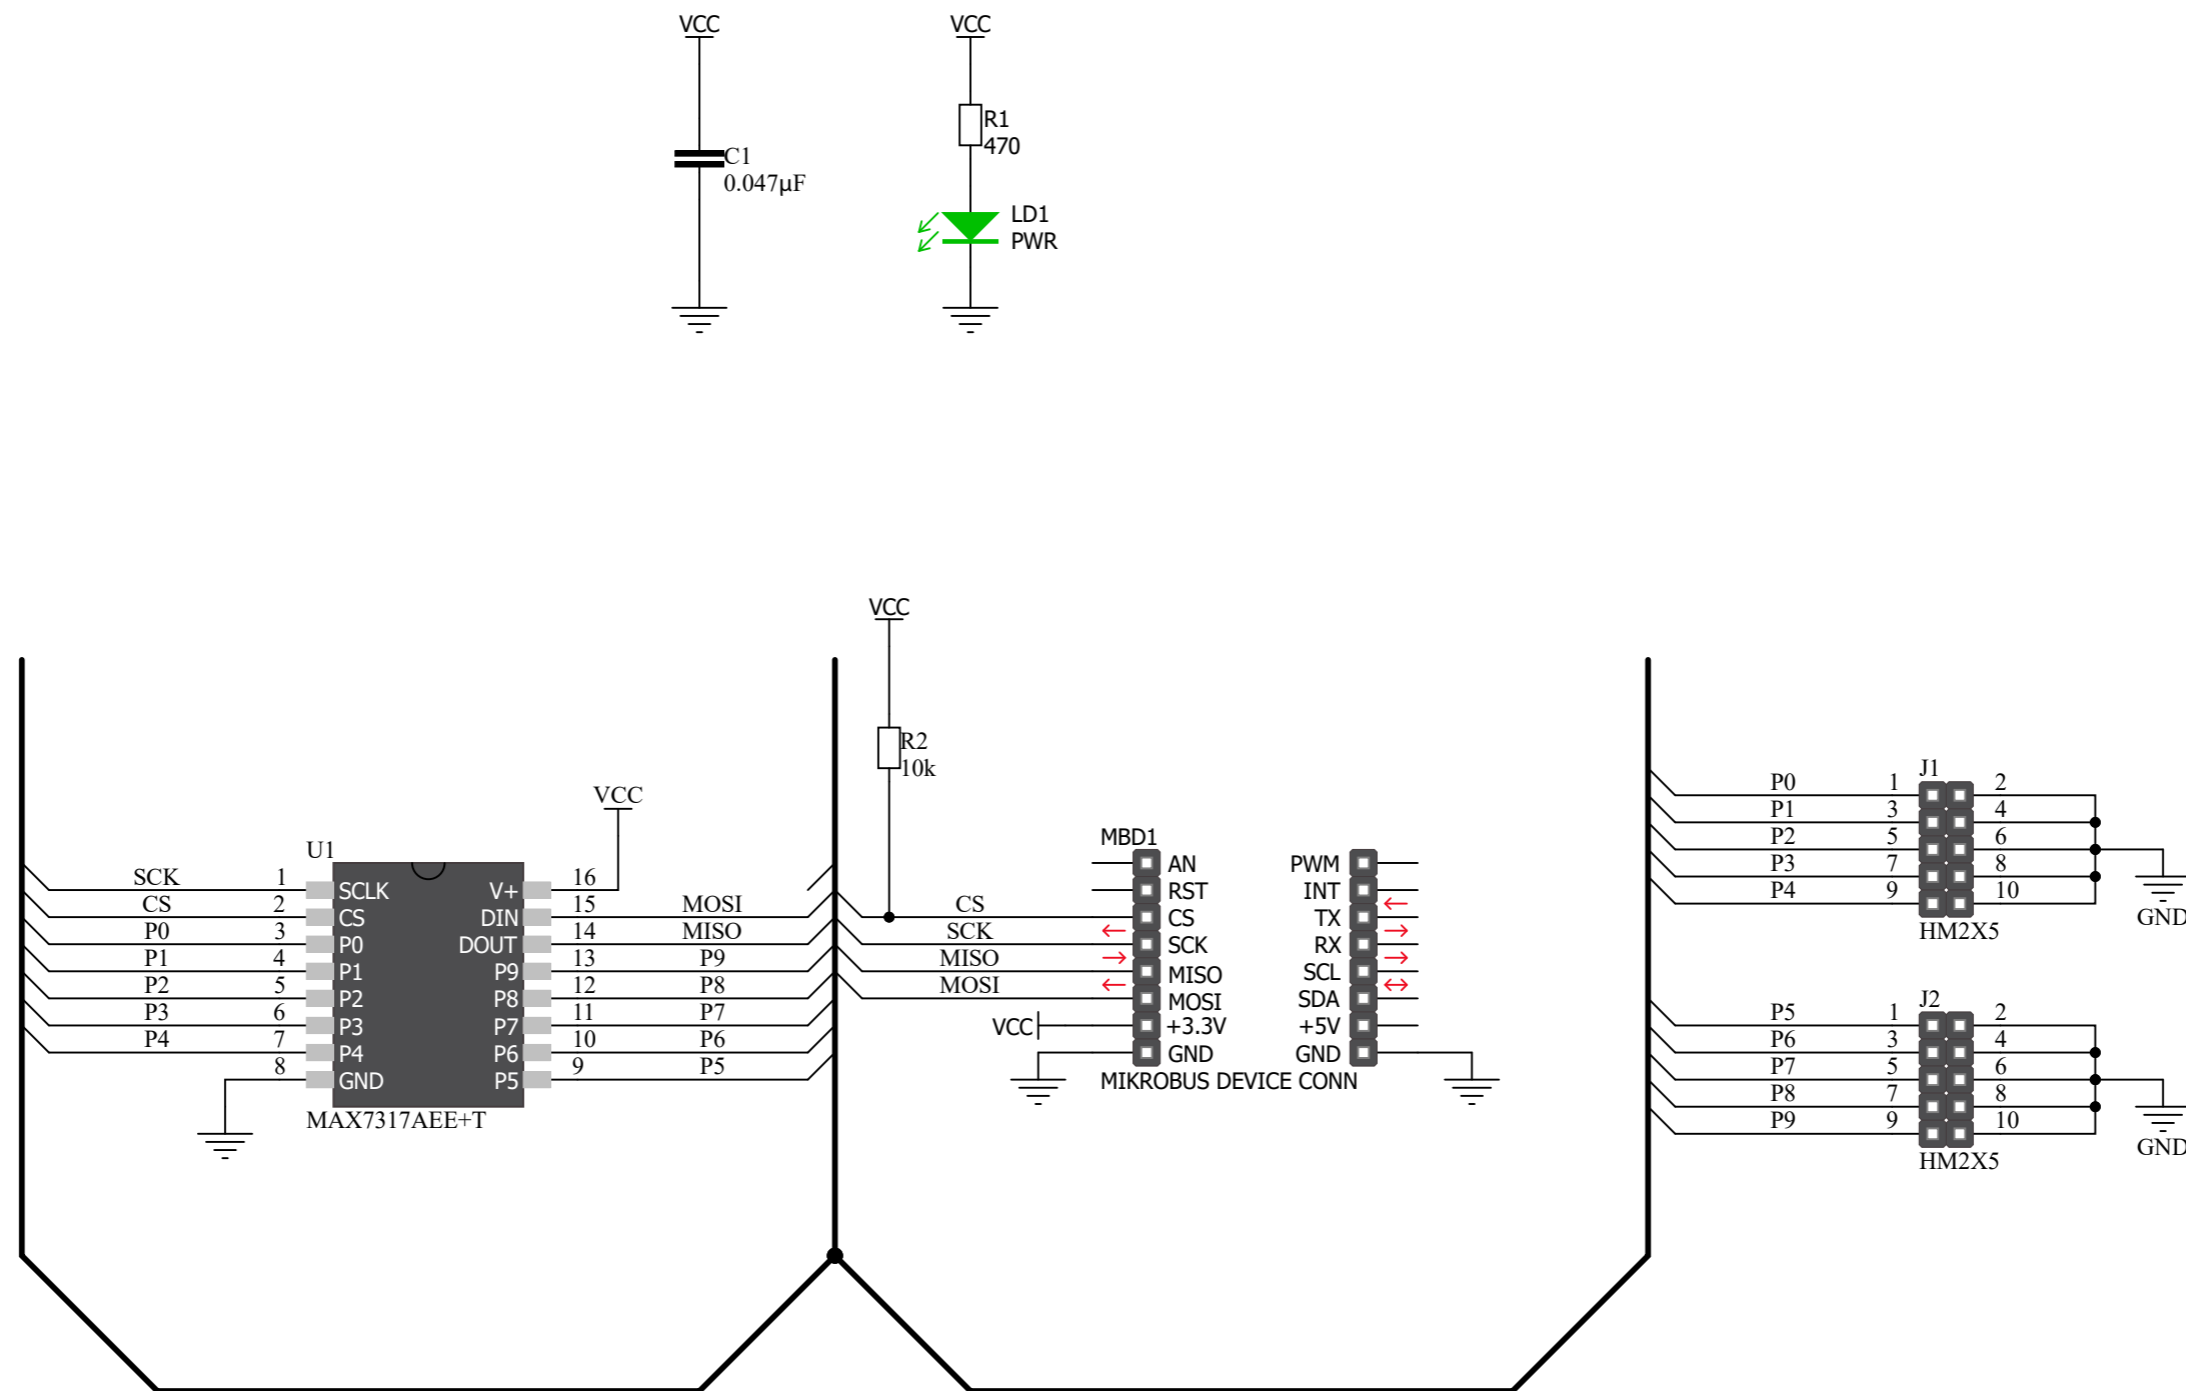 VCC
VCC
R1
470
C1
0.047µF
LD1
PWR
VCC
R2
10k
VCC
U1
SCK 1 SCLK V+ 16
CS 2 CS DIN 15 MOSI
P0 3 P0 DOUT 14 MISO
P1 4 P1 P9 13 P9
P2 5 P2 P8 12 P8
P3 6 P3 P7 11 P7
P4 7 P4 P6 10 P6
8 GND P5 9 P5
MAX7317AEE+T
MBD1
AN PWM
RST INT
CS CS TX
SCK SCK RX
MISO MISO SCL
MOSI MOSI SDA
VCC +3.3V +5V
GND GND
MIKROBUS DEVICE CONN
J1
P0 1 2
P1 3 4
P2 5 6
P3 7 8
P4 9 10
GND
HM2X5
J2
P5 1 2
P6 3 4
P7 5 6
P8 7 8
P9 9 10
GND
HM2X5